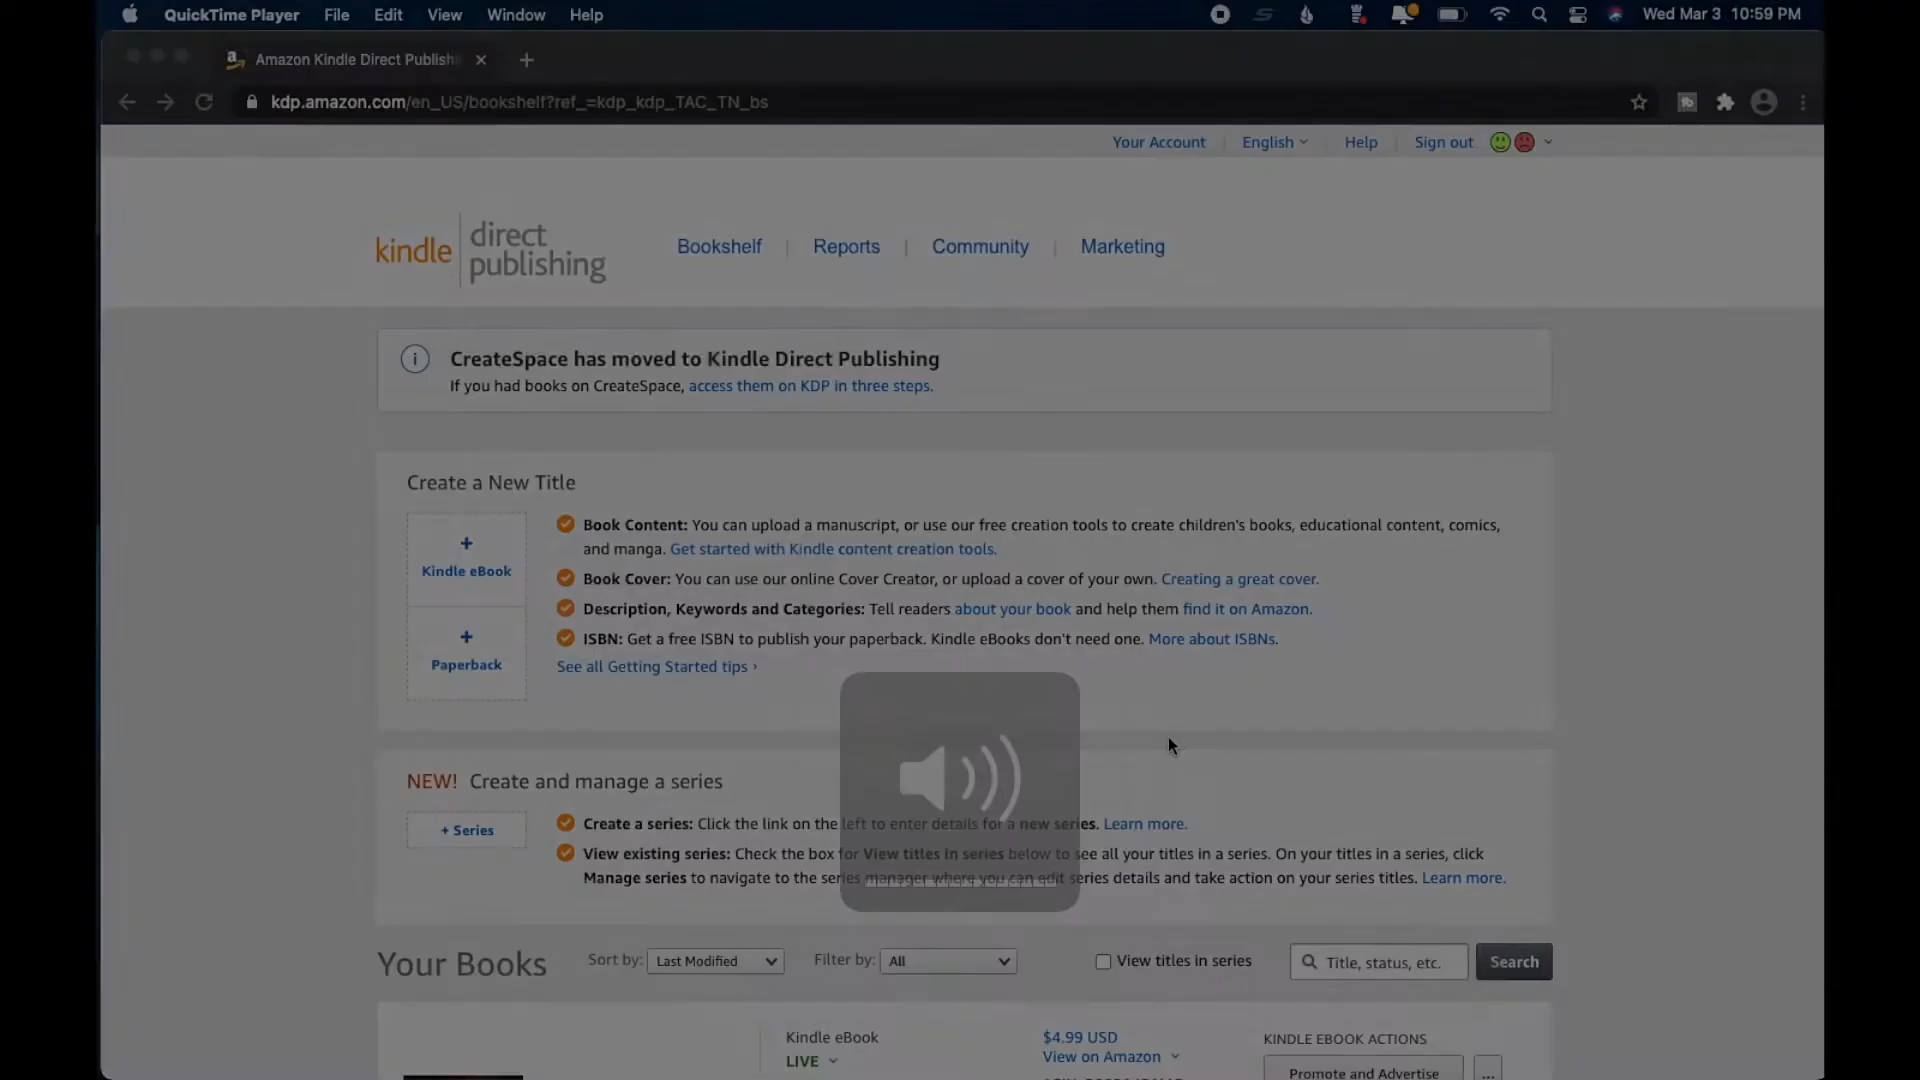 QuickTime Player File Edit View Window Help Wed Mar 3 10:59 PM
Amazon Kindle Direct Publishi
kdp.amazon.com/en_US/bookshelf?ref_=kdp_kdp_TAC_TN_bs
Your Account English Help Sign out
kindle direct publishing
Bookshelf Reports Community Marketing
CreateSpace has moved to Kindle Direct Publishing
If you had books on CreateSpace, access them on KDP in three steps.
Create a New Title
+
Kindle eBook
+
Paperback
Book Content: You can upload a manuscript, or use our free creation tools to create children's books, educational content, comics,
and manga. Get started with Kindle content creation tools.
Book Cover: You can use our online Cover Creator, or upload a cover of your own. Creating a great cover.
Description, Keywords and Categories: Tell readers about your book and help them find it on Amazon.
ISBN: Get a free ISBN to publish your paperback. Kindle eBooks don't need one. More about ISBNs.
See all Getting Started tips ›
NEW! Create and manage a series
+ Series
Create a series: Click the link on the left to enter details for a new series. Learn more.
View existing series: Check the box for View titles in series below to see all your titles in a series. On your titles in a series, click
Manage series to navigate to the series manager where you can edit series details and take action on your series titles. Learn more.
Your Books Sort by: Last Modified Filter by: All View titles in series Title, status, etc. Search
Kindle eBook $4.99 USD KINDLE EBOOK ACTIONS
LIVE View on Amazon
Promote and Advertise ...